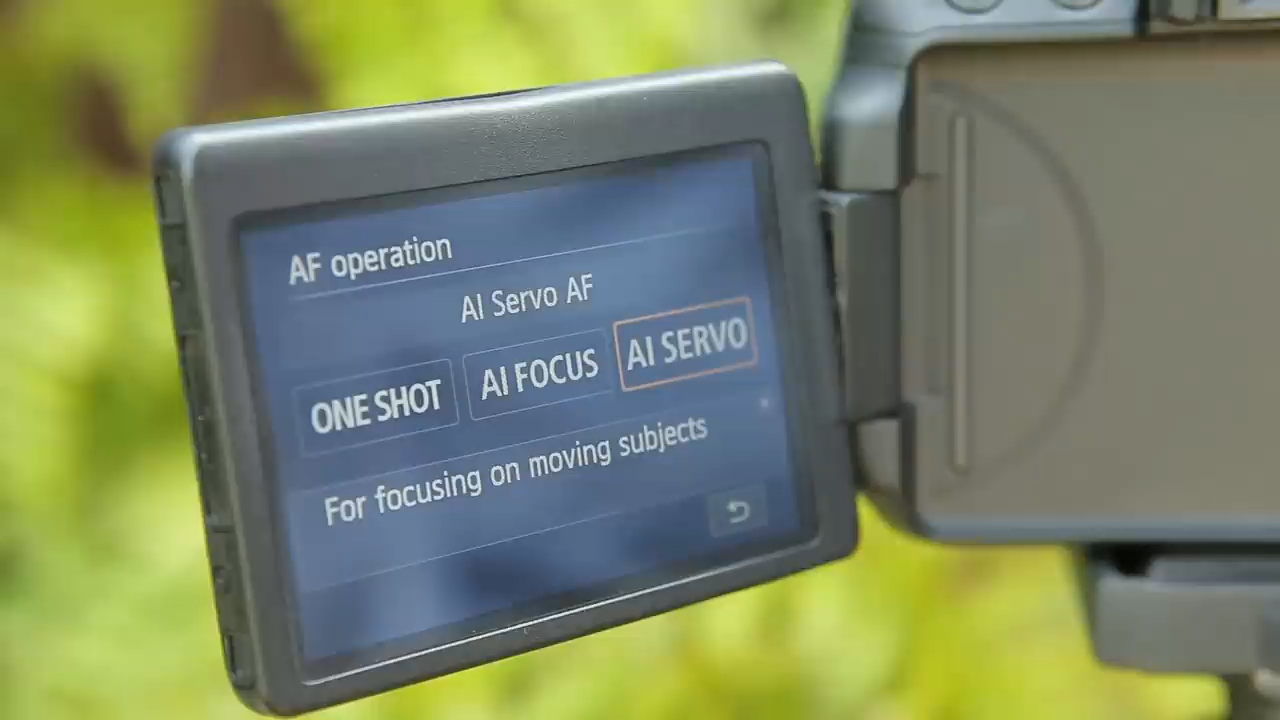 AF operation
AI Servo AF
ONE SHOT AI FOCUS AI SERVO
For focusing on moving subjects